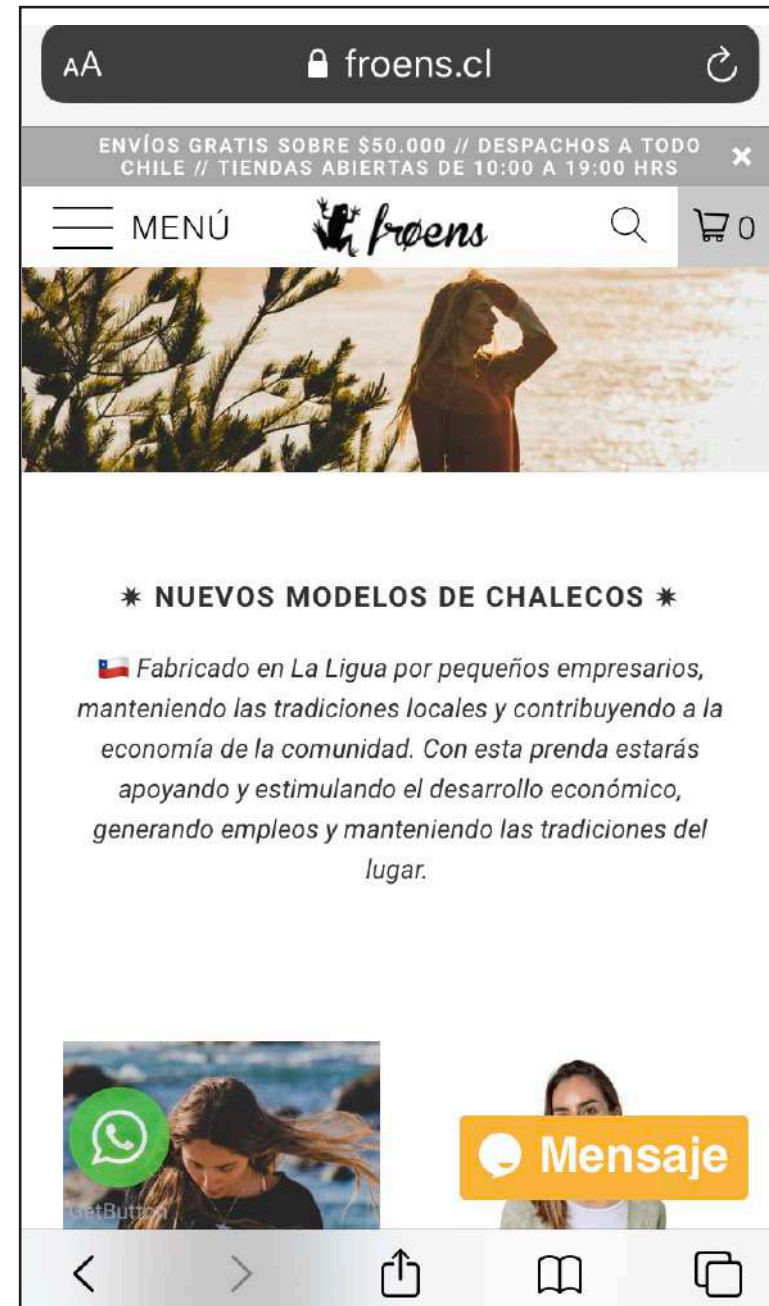 AA froens.cl
ENVÍOS GRATIS SOBRE $50.000 // DESPACHOS A TODO
CHILE // TIENDAS ABIERTAS DE 10:00 A 19:00 HRS
MENÚ frøens 0
✷ NUEVOS MODELOS DE CHALECOS ✷
🇨🇱 Fabricado en La Ligua por pequeños empresarios,
manteniendo las tradiciones locales y contribuyendo a la
economía de la comunidad. Con esta prenda estarás
apoyando y estimulando el desarrollo económico,
generando empleos y manteniendo las tradiciones del
lugar.
Mensaje
GetButton